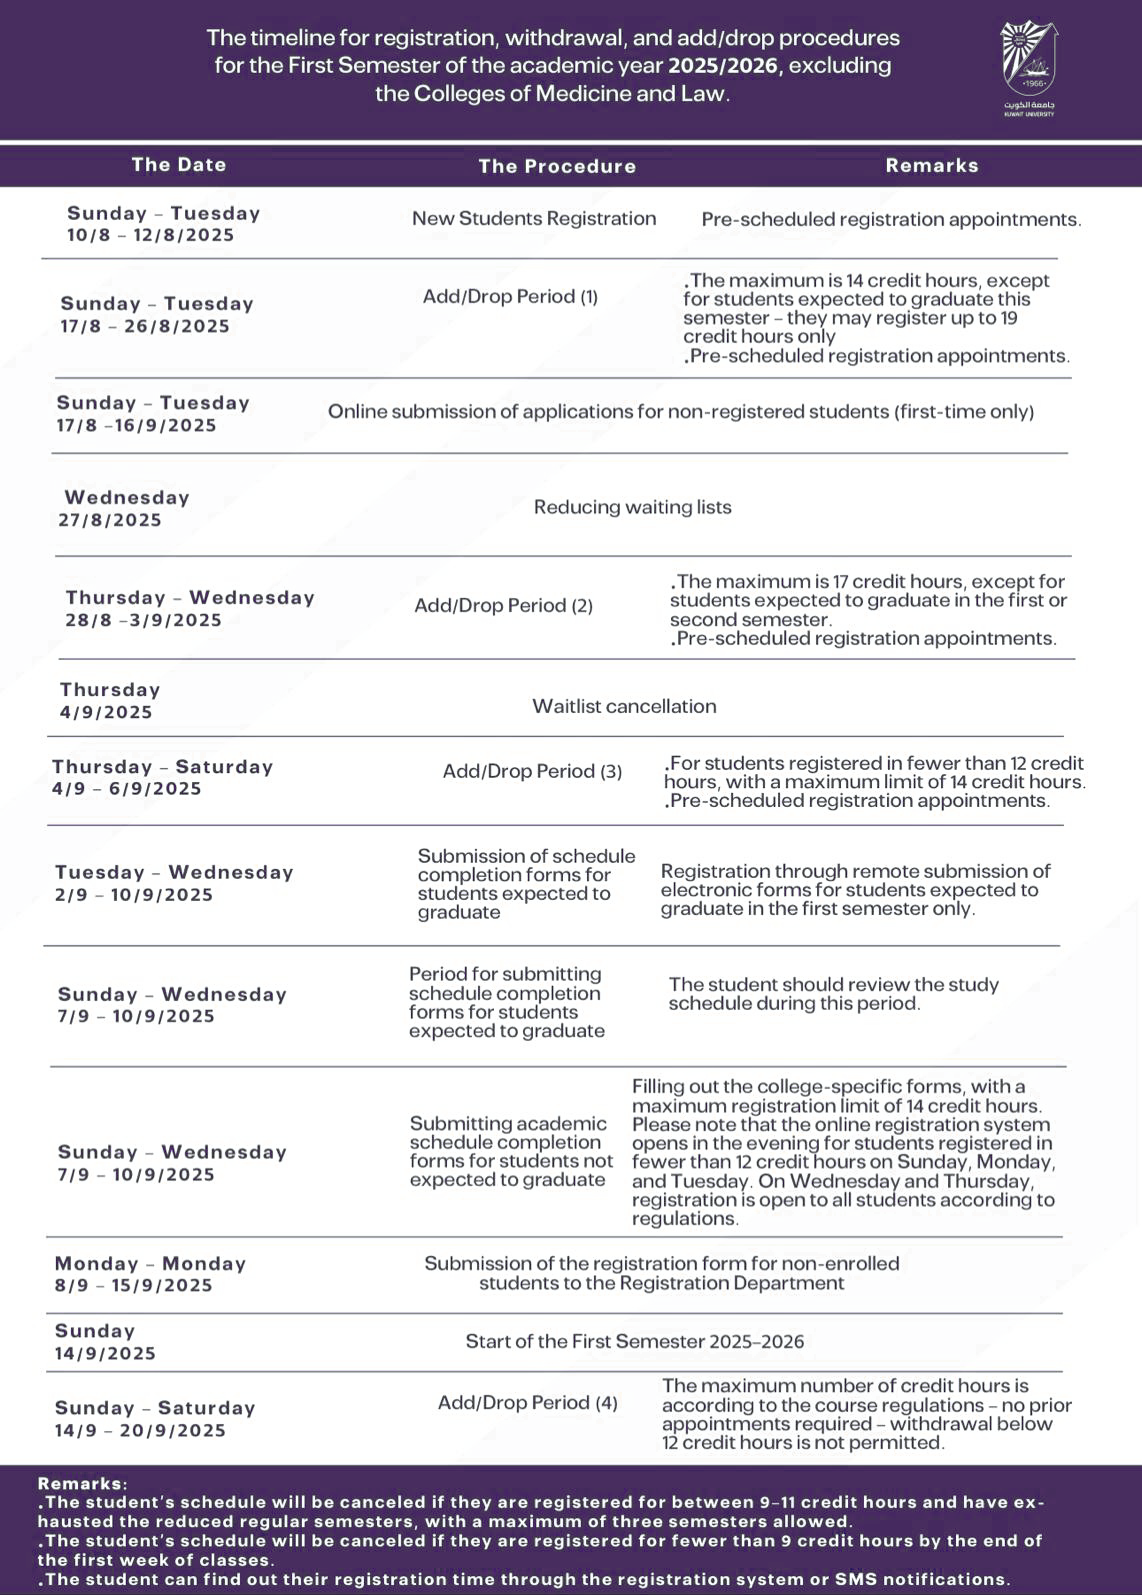 The timeline for registration, withdrawal, and add/drop procedures
for the First Semester of the academic year 2025/2026, excluding
the Colleges of Medicine and Law.
·1966·
جامعة الكويت
KUWAIT UNIVERSITY
The Date
The Procedure
Remarks
Sunday – Tuesday
10/8 – 12/8/2025
New Students Registration
Pre-scheduled registration appointments.
Sunday – Tuesday
17/8 – 26/8/2025
Add/Drop Period (1)
.The maximum is 14 credit hours, except
for students expected to graduate this
semester – they may register up to 19
credit hours only
.Pre-scheduled registration appointments.
Sunday – Tuesday
17/8 –16/9/2025
Online submission of applications for non-registered students (first-time only)
Wednesday
27/8/2025
Reducing waiting lists
Thursday – Wednesday
28/8 –3/9/2025
Add/Drop Period (2)
.The maximum is 17 credit hours, except for
students expected to graduate in the first or
second semester.
.Pre-scheduled registration appointments.
Thursday
4/9/2025
Waitlist cancellation
Thursday – Saturday
4/9 – 6/9/2025
Add/Drop Period (3)
.For students registered in fewer than 12 credit
hours, with a maximum limit of 14 credit hours.
.Pre-scheduled registration appointments.
Tuesday – Wednesday
2/9 – 10/9/2025
Submission of schedule
completion forms for
students expected to
graduate
Registration through remote submission of
electronic forms for students expected to
graduate in the first semester only.
Sunday – Wednesday
7/9 – 10/9/2025
Period for submitting
schedule completion
forms for students
expected to graduate
The student should review the study
schedule during this period.
Sunday – Wednesday
7/9 – 10/9/2025
Submitting academic
schedule completion
forms for students not
expected to graduate
Filling out the college-specific forms, with a
maximum registration limit of 14 credit hours.
Please note that the online registration system
opens in the evening for students registered in
fewer than 12 credit hours on Sunday, Monday,
and Tuesday. On Wednesday and Thursday,
registration is open to all students according to
regulations.
Monday – Monday
8/9 – 15/9/2025
Submission of the registration form for non-enrolled
students to the Registration Department
Sunday
14/9/2025
Start of the First Semester 2025–2026
Sunday – Saturday
14/9 – 20/9/2025
Add/Drop Period (4)
The maximum number of credit hours is
according to the course regulations – no prior
appointments required – withdrawal below
12 credit hours is not permitted.
Remarks:
.The student's schedule will be canceled if they are registered for between 9–11 credit hours and have ex-
hausted the reduced regular semesters, with a maximum of three semesters allowed.
.The student's schedule will be canceled if they are registered for fewer than 9 credit hours by the end of
the first week of classes.
.The student can find out their registration time through the registration system or SMS notifications.